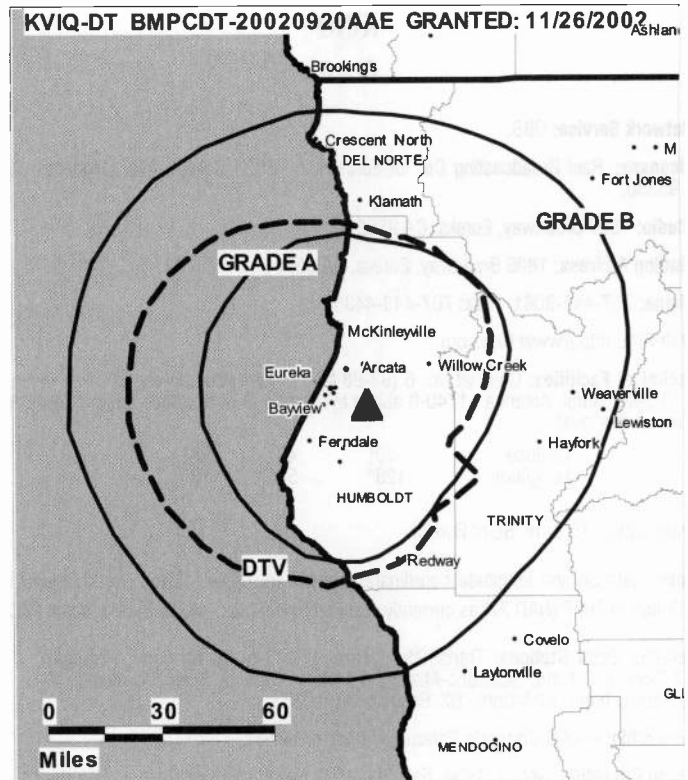 KVIQ-DT BMPCDT-20020920AAE GRANTED: 11/26/2002
Ashland
Brookings
Crescent North
DEL NORTE
M
Fort Jones
Klamath
GRADE B
GRADE A
McKinleyville
Eureka
Arcata
Willow Creek
Bayview
Weaverville
Lewiston
Ferndale
Hayfork
HUMBOLDT
TRINITY
DTV
Redway
Covelo
Laytonville
GL
0 30 60
Miles
MENDOCINO